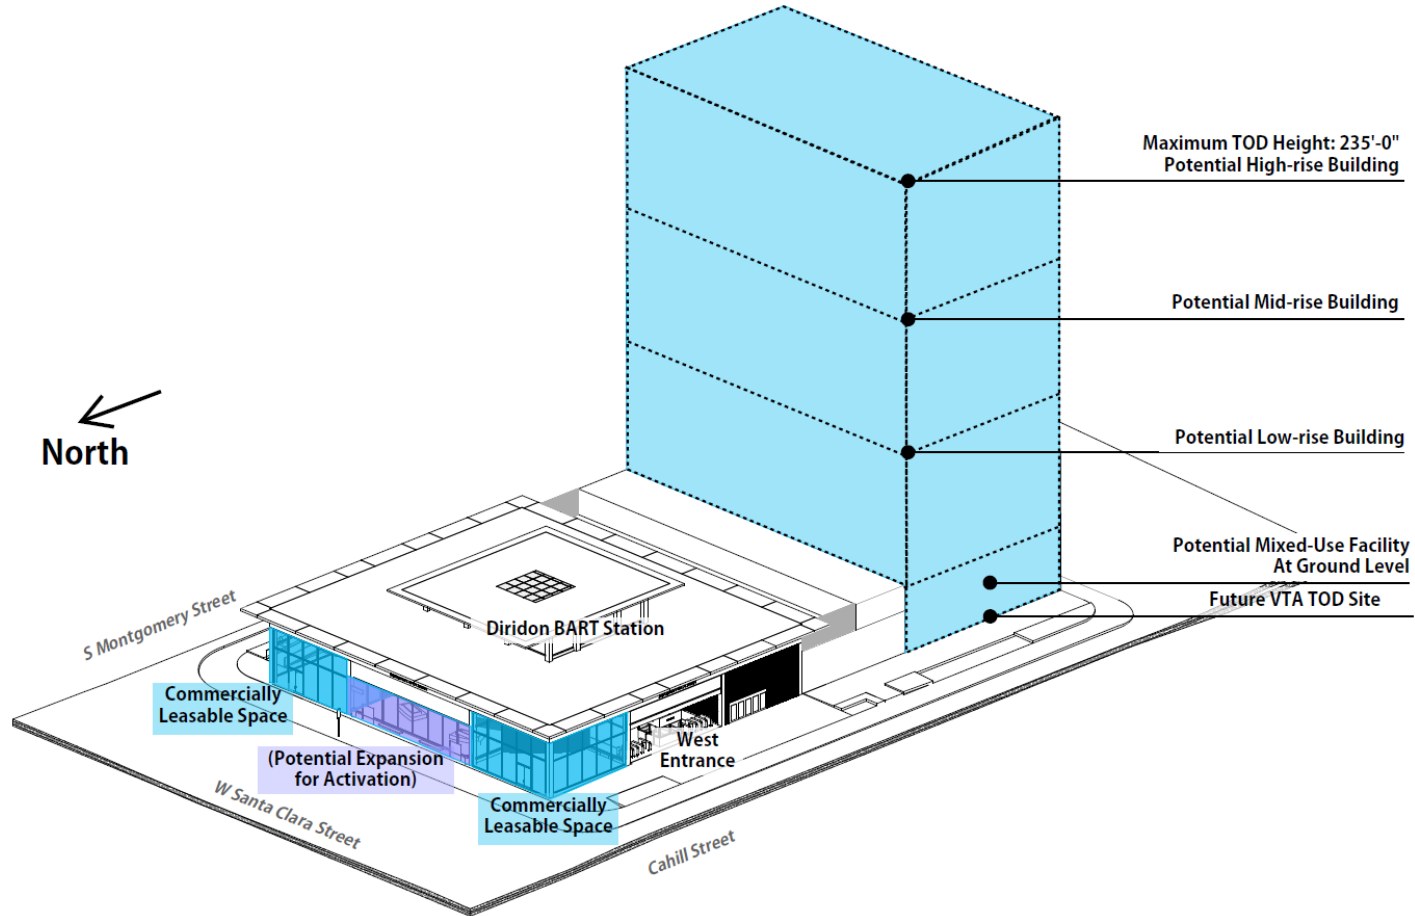 Maximum TOD Height: 235'-0"
Potential High-rise Building
Potential Mid-rise Building
North
Potential Low-rise Building
Potential Mixed-Use Facility
At Ground Level
Future VTA TOD Site
S Montgomery Street
Diridon BART Station
Commercially
Leasable Space
West
Entrance
(Potential Expansion
for Activation)
W Santa Clara Street
Commercially
Leasable Space
Cahill Street